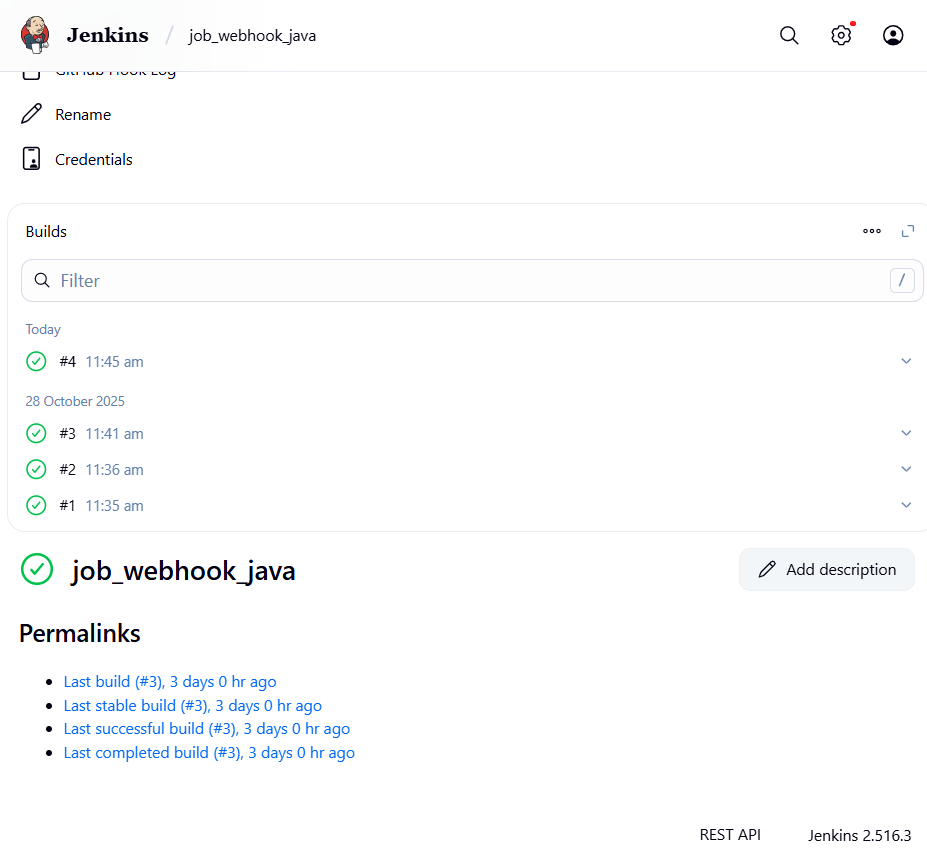 Jenkins / job_webhook_java
GitHub Hook Log
Rename
Credentials
Builds
Filter /
Today
#4 11:45 am
28 October 2025
#3 11:41 am
#2 11:36 am
#1 11:35 am
job_webhook_java
Add description
Permalinks
Last build (#3), 3 days 0 hr ago
Last stable build (#3), 3 days 0 hr ago
Last successful build (#3), 3 days 0 hr ago
Last completed build (#3), 3 days 0 hr ago
REST API Jenkins 2.516.3